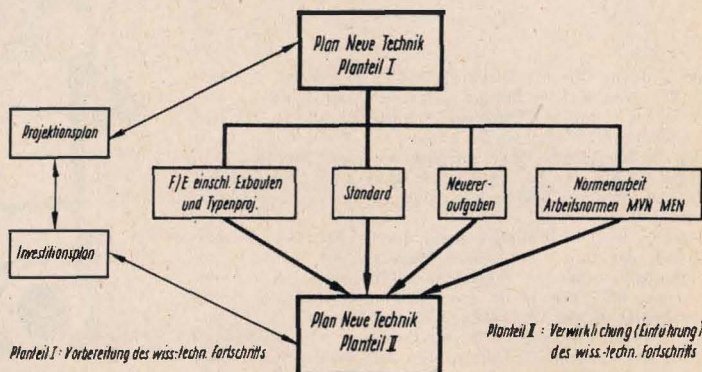 Plan Neue Technik
Planteil I
Projektionsplan
F/E einschl. Exbauten
und Typenproj.
Standard
Neuerer-
aufgaben
Normenarbeit
Arbeitsnormen MVN MEN
Investitionsplan
Plan Neue Technik
Planteil II
Planteil I : Vorbereitung des wiss.-techn. Fortschritts
Planteil II : Verwirklichung (Einführung)
des wiss.-techn. Fortschritts